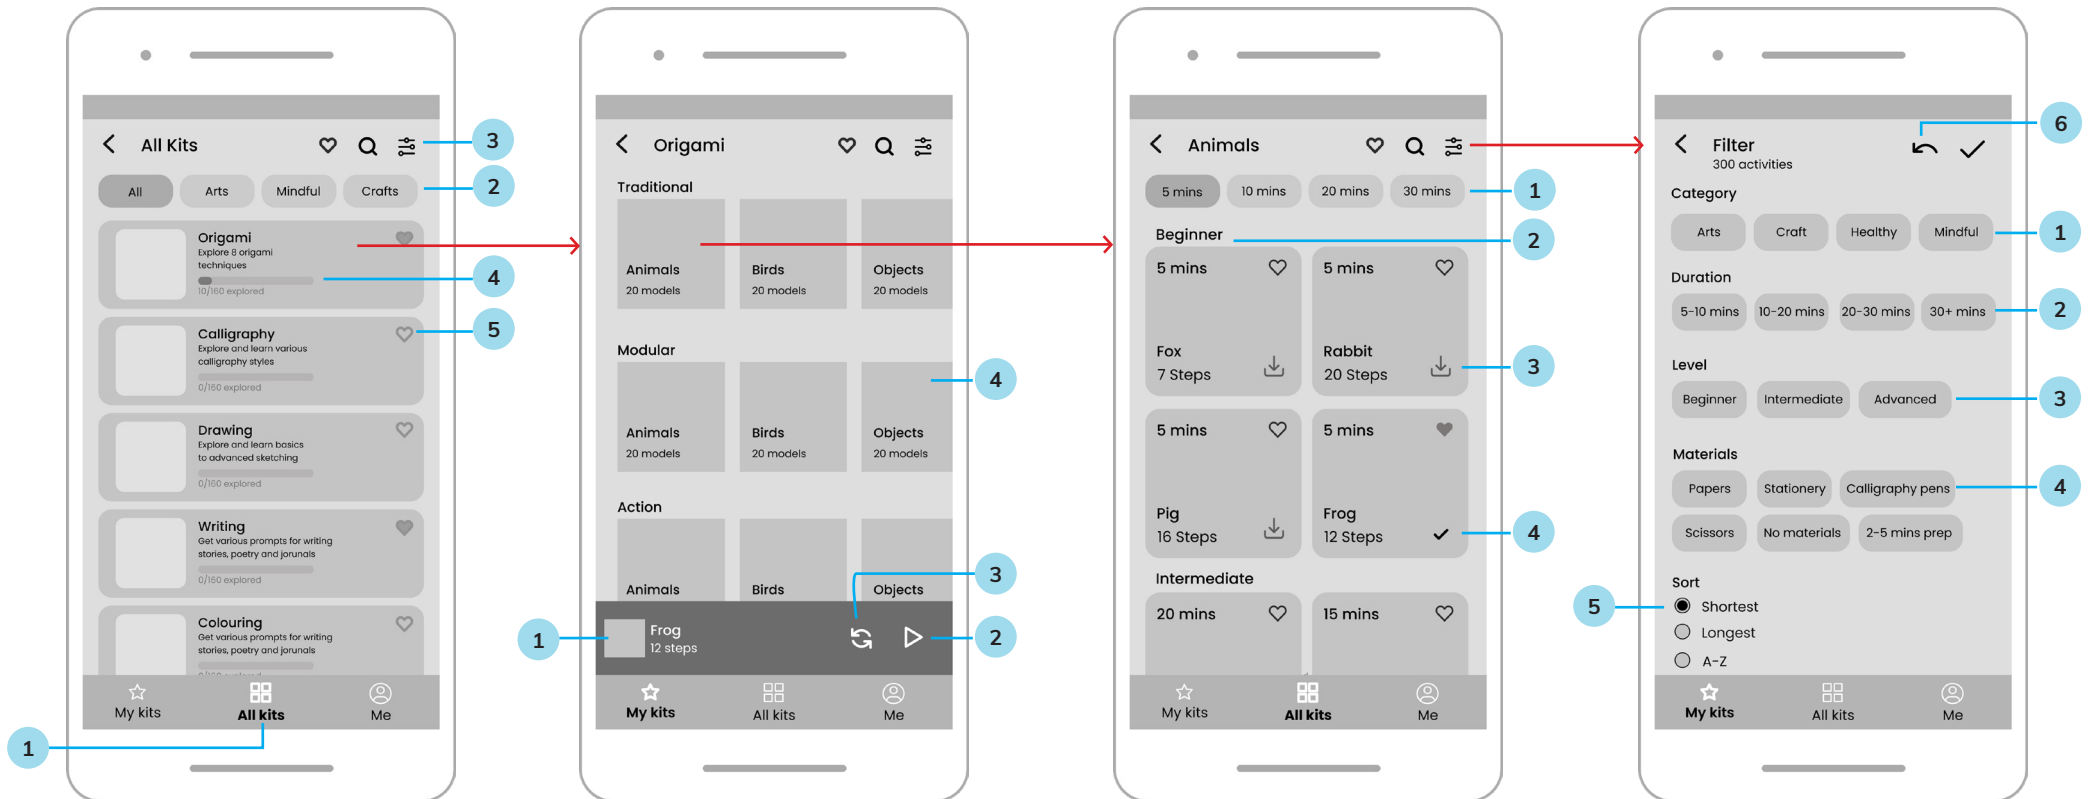 All Kits
3
All Arts Mindful Crafts
2
Origami
Explore 8 origami
techniques
10/160 explored
4
Calligraphy
5
Explore and learn various
calligraphy styles
0/160 explored
Drawing
Explore and learn basics
to advanced sketching
0/160 explored
Writing
Get various prompts for writing
stories, poetry and jorunals
0/160 explored
Colouring
Get various prompts for writing
stories, poetry and jorunals
My kits All kits Me
1
Origami
Traditional
Animals Birds Objects
20 models 20 models 20 models
Modular
4
Animals Birds Objects
20 models 20 models 20 models
Action
3
Animals Birds Objects
1
Frog
12 steps
2
My kits All kits Me
Animals
5 mins 10 mins 20 mins 30 mins
1
Beginner
2
5 mins 5 mins
Fox Rabbit
7 Steps 20 Steps
3
5 mins 5 mins
Pig Frog
16 Steps 12 Steps
4
Intermediate
20 mins 15 mins
My kits All kits Me
6
Filter
300 activities
Category
Arts Craft Healthy Mindful
1
Duration
5-10 mins 10-20 mins 20-30 mins 30+ mins
2
Level
Beginner Intermediate Advanced
3
Materials
Papers Stationery Calligraphy pens
4
Scissors No materials 2-5 mins prep
Sort
5
Shortest
Longest
A-Z
My kits All kits Me